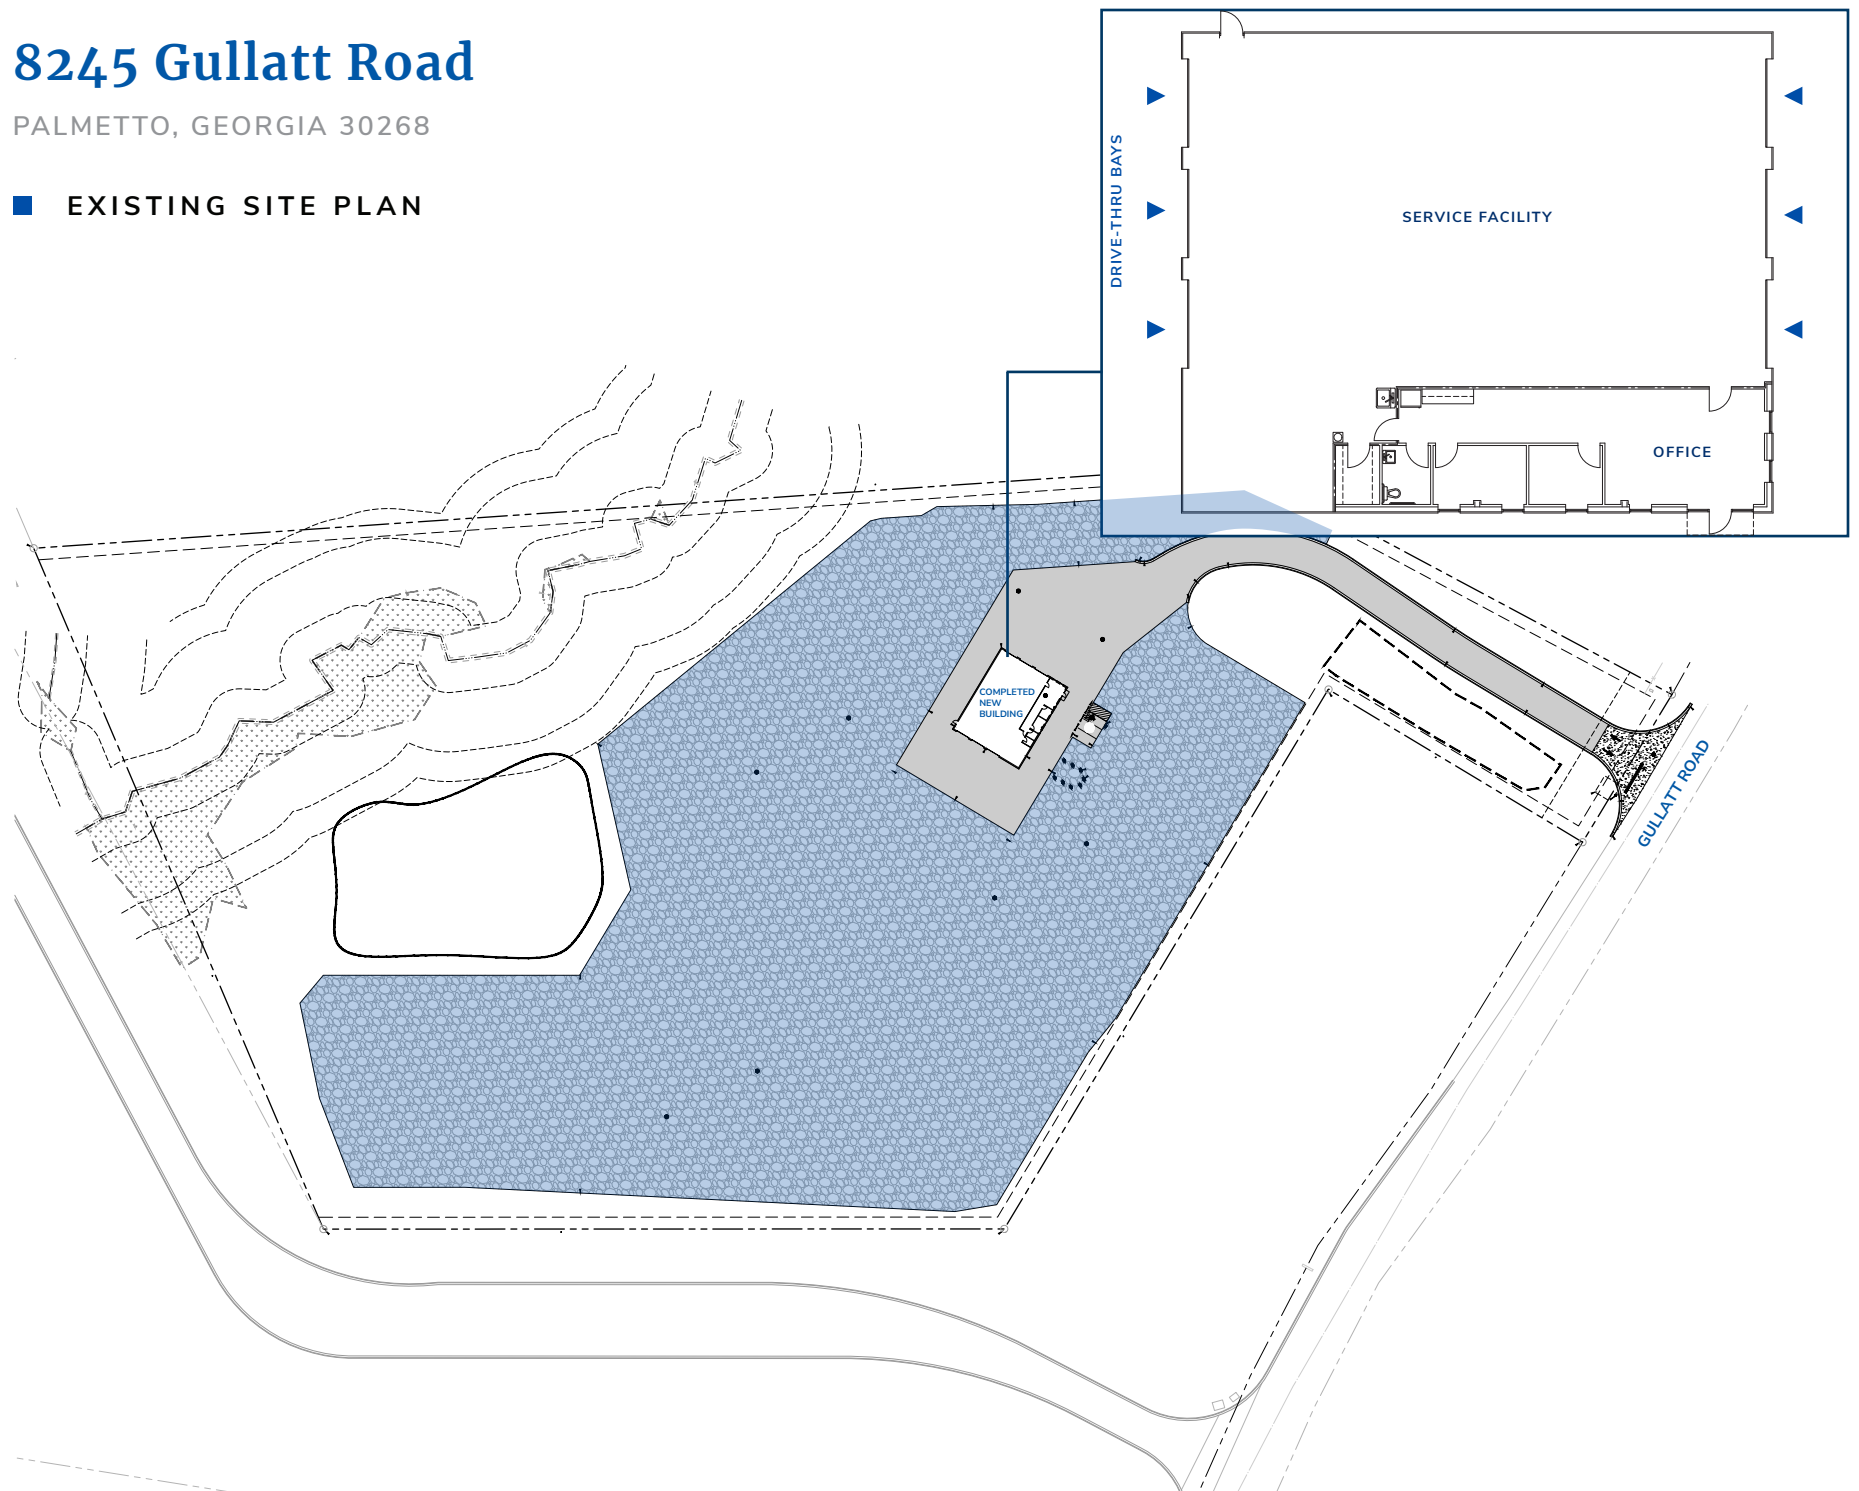 8245 Gullatt Road
PALMETTO, GEORGIA 30268
EXISTING SITE PLAN
DRIVE-THRU BAYS
SERVICE FACILITY
OFFICE
COMPLETED
NEW
BUILDING
GULLATT ROAD